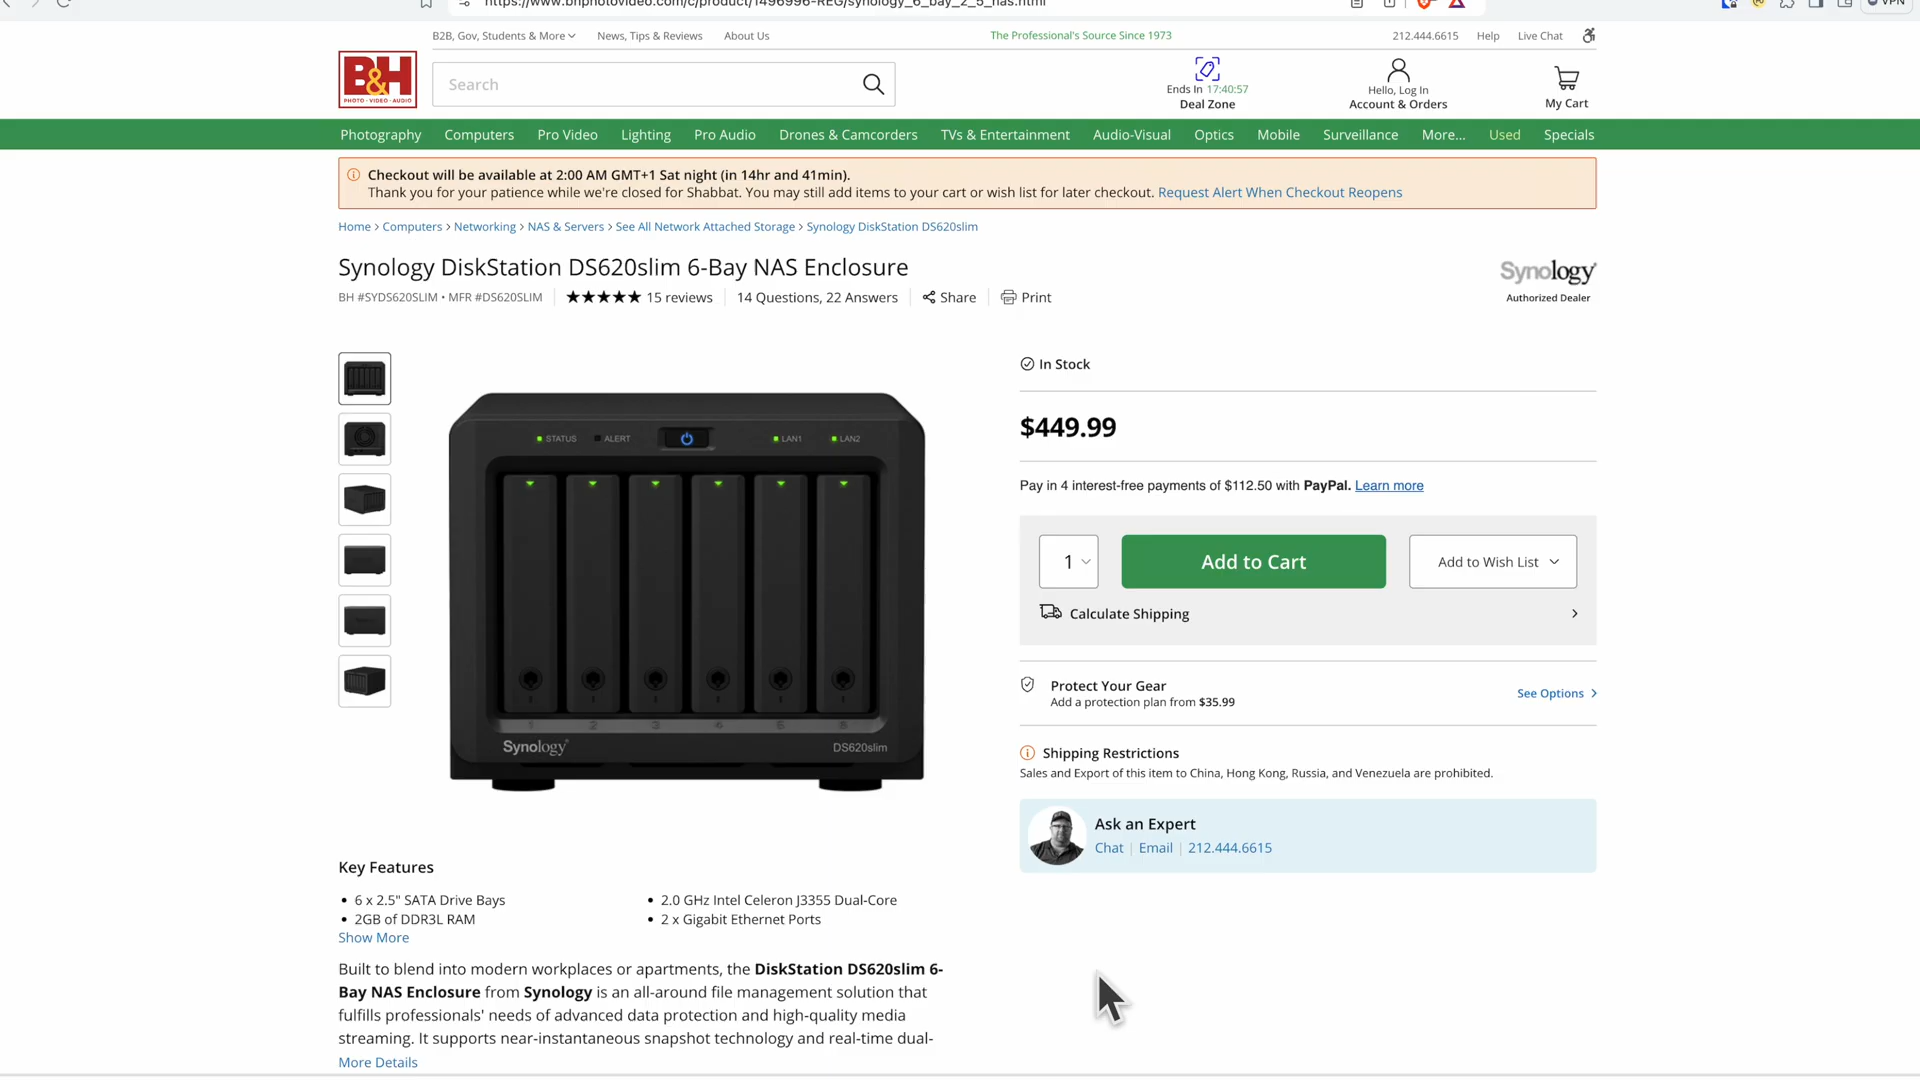 https://www.bhphotovideo.com/c/product/1496996-REG/synology_6_bay_2_5_nas.html
VPN
B2B, Gov, Students & More
News, Tips & Reviews
About Us
The Professional's Source Since 1973
212.444.6615
Help
Live Chat
B&H
PHOTO · VIDEO · AUDIO
Search
Ends In 17:40:57
Deal Zone
Hello, Log In
Account & Orders
My Cart
Photography
Computers
Pro Video
Lighting
Pro Audio
Drones & Camcorders
TVs & Entertainment
Audio-Visual
Optics
Mobile
Surveillance
More...
Used
Specials
Checkout will be available at 2:00 AM GMT+1 Sat night (in 14hr and 41min).
Thank you for your patience while we're closed for Shabbat. You may still add items to your cart or wish list for later checkout. Request Alert When Checkout Reopens
Home > Computers > Networking > NAS & Servers > See All Network Attached Storage > Synology DiskStation DS620slim
Synology DiskStation DS620slim 6-Bay NAS Enclosure
BH #SYDS620SLIM • MFR #DS620SLIM
15 reviews
14 Questions, 22 Answers
Share
Print
Synology
Authorized Dealer
STATUS
ALERT
LAN1
LAN2
1 2 3 4 5 6
Synology
DS620slim
In Stock
$449.99
Pay in 4 interest-free payments of $112.50 with PayPal. Learn more
1
Add to Cart
Add to Wish List
Calculate Shipping
Protect Your Gear
Add a protection plan from $35.99
See Options
Shipping Restrictions
Sales and Export of this item to China, Hong Kong, Russia, and Venezuela are prohibited.
Ask an Expert
Chat | Email | 212.444.6615
Key Features
• 6 x 2.5" SATA Drive Bays
• 2GB of DDR3L RAM
• 2.0 GHz Intel Celeron J3355 Dual-Core
• 2 x Gigabit Ethernet Ports
Show More
Built to blend into modern workplaces or apartments, the DiskStation DS620slim 6-
Bay NAS Enclosure from Synology is an all-around file management solution that
fulfills professionals' needs of advanced data protection and high-quality media
streaming. It supports near-instantaneous snapshot technology and real-time dual-
More Details